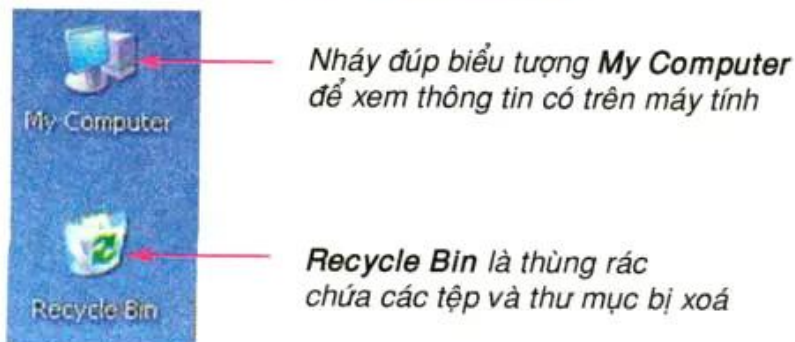 Nháy đúp biểu tượng My Computer
để xem thông tin có trên máy tính
My Computer
Recycle Bin là thùng rác
chứa các tệp và thư mục bị xoá
Recycle Bin